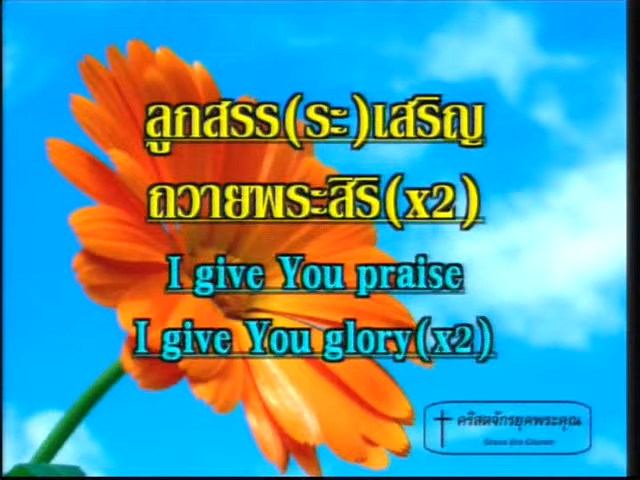 ลูกสรร(ระ)เสริญ
ถวายพระสิริ(x2)
I give You praise
I give You glory(x2)
คริสตจักรยุคพระคุณ